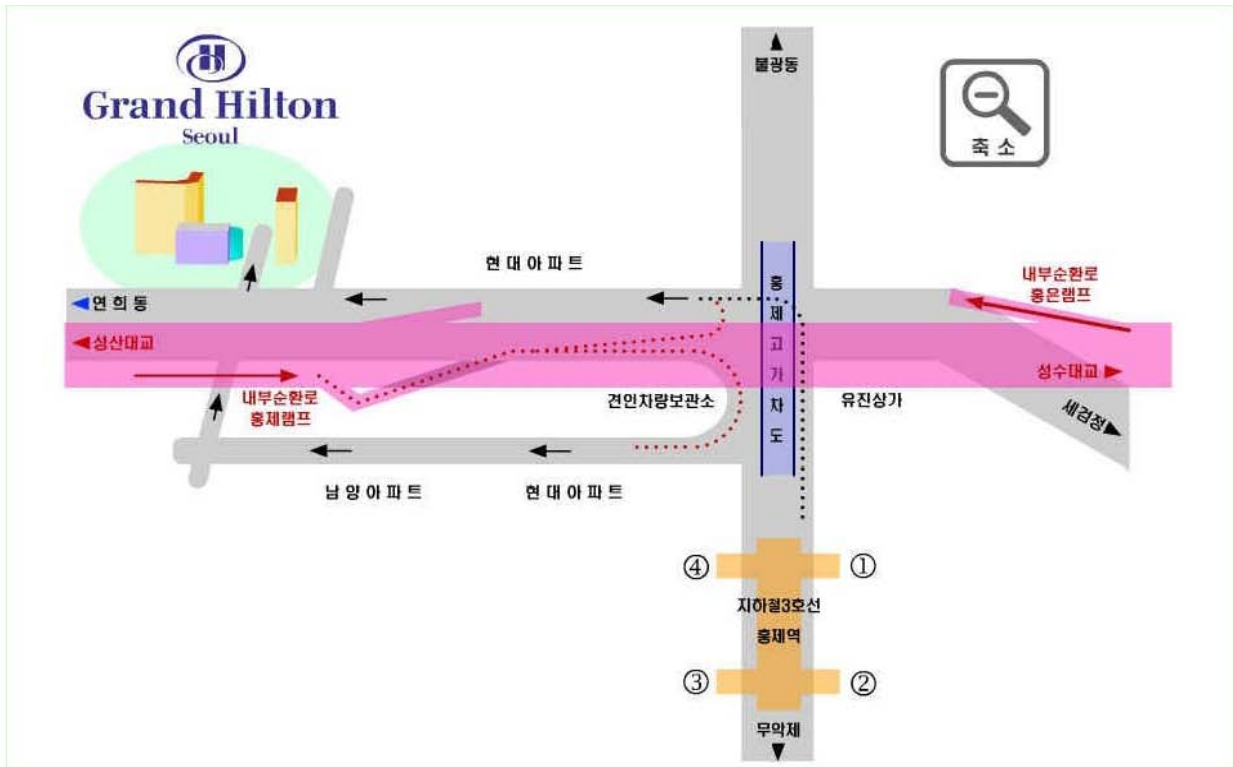 Grand Hilton
Seoul
불광동
축 소
현 대 아 파 트
내부순환로
홍은램프
연 희 동
성산대교
홍 제 고 가 차 도
성수대교
내부순환로
홍제램프
견인차량보관소
유진상가
세검정
남 양 아 파 트
현 대 아 파 트
④
①
지하철3호선
홍제역
③
②
무악제